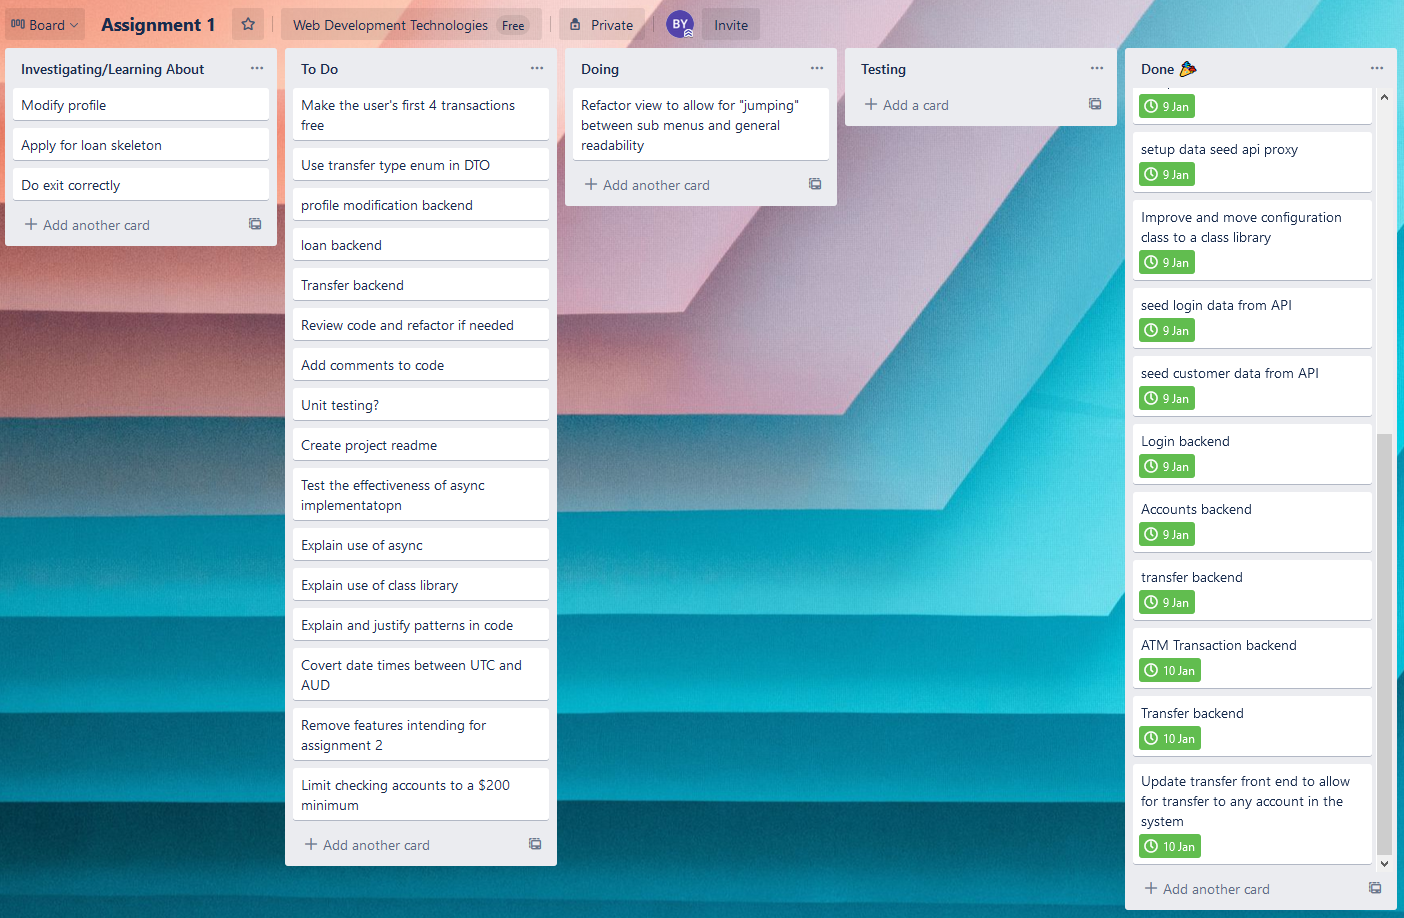 Board
Assignment 1
Web Development Technologies Free
Private
BY
Invite
Investigating/Learning About
Modify profile
Apply for loan skeleton
Do exit correctly
Add another card
To Do
Make the user's first 4 transactions
free
Use transfer type enum in DTO
profile modification backend
loan backend
Transfer backend
Review code and refactor if needed
Add comments to code
Unit testing?
Create project readme
Test the effectiveness of async
implementatopn
Explain use of async
Explain use of class library
Explain and justify patterns in code
Covert date times between UTC and
AUD
Remove features intending for
assignment 2
Limit checking accounts to a $200
minimum
Add another card
Doing
Refactor view to allow for "jumping"
between sub menus and general
readability
Add another card
Testing
Add a card
Done
9 Jan
setup data seed api proxy
9 Jan
Improve and move configuration
class to a class library
9 Jan
seed login data from API
9 Jan
seed customer data from API
9 Jan
Login backend
9 Jan
Accounts backend
9 Jan
transfer backend
9 Jan
ATM Transaction backend
10 Jan
Transfer backend
10 Jan
Update transfer front end to allow
for transfer to any account in the
system
10 Jan
Add another card